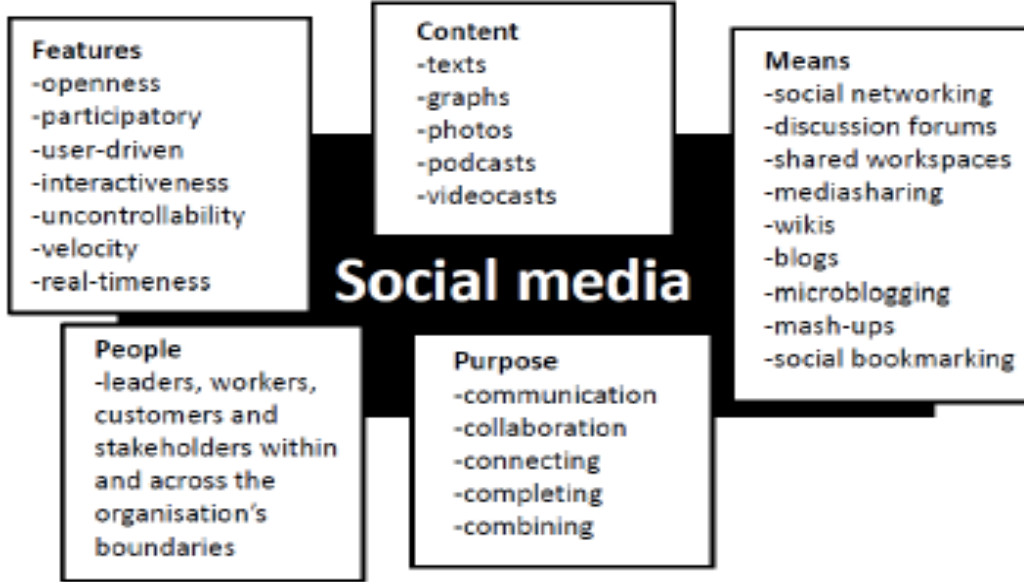 Features
-openness
-participatory
-user-driven
-interactiveness
-uncontrollability
-velocity
-real-timeness
Content
-texts
-graphs
-photos
-podcasts
-videocasts
Means
-social networking
-discussion forums
-shared workspaces
-mediasharing
-wikis
-blogs
-microblogging
-mash-ups
-social bookmarking
Social media
People
-leaders, workers,
customers and
stakeholders within
and across the
organisation's
boundaries
Purpose
-communication
-collaboration
-connecting
-completing
-combining